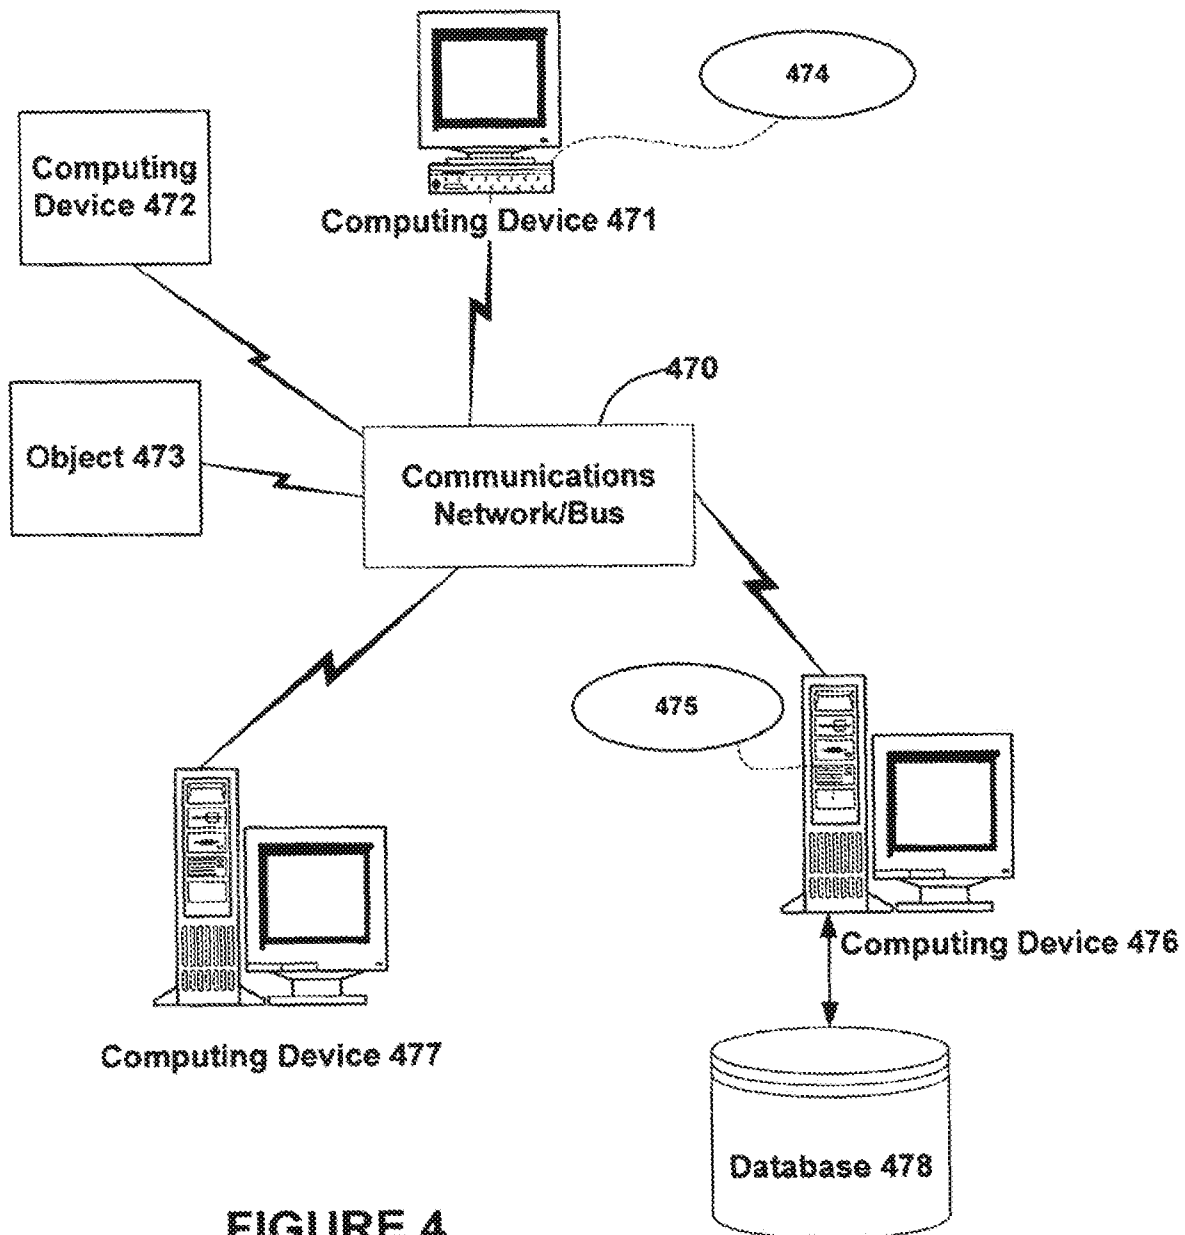 474
Computing
Device 472
Computing Device 471
470
Object 473
Communications
Network/Bus
475
Computing Device 476
Computing Device 477
Database 478
FIGURE 4